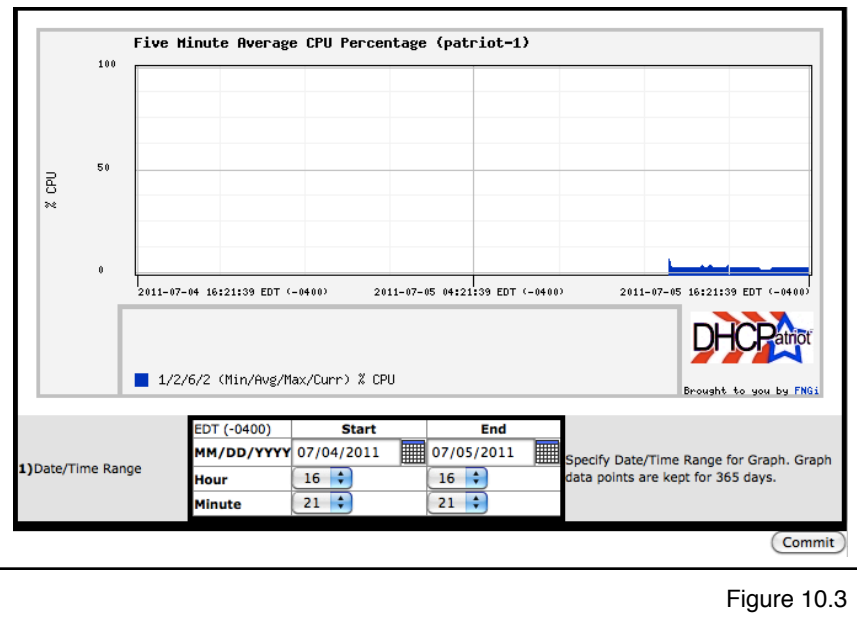 Five Minute Average CPU Percentage (patriot-1)
100
50
0
% CPU
2011-07-04 16:21:39 EDT (-0400) 2011-07-05 04:21:39 EDT (-0400) 2011-07-05 16:21:39 EDT (-0400)
1/2/6/2 (Min/Avg/Max/Curr) % CPU
DHCPatriot
Brought to you by FNGi
1)Date/Time Range
EDT (-0400) Start End
MM/DD/YYYY 07/04/2011 07/05/2011
Hour 16 16
Minute 21 21
Specify Date/Time Range for Graph. Graph
data points are kept for 365 days.
Commit
Figure 10.3